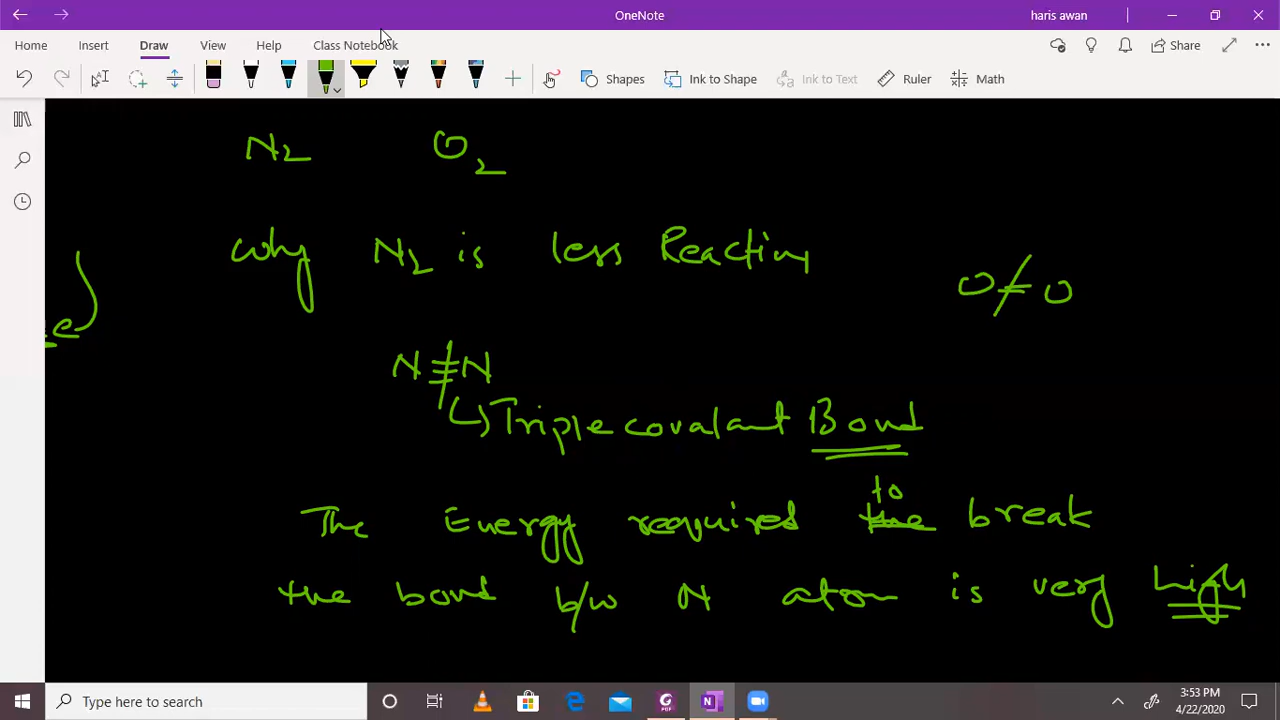 OneNote
haris awan
Home Insert Draw View Help Class Notebook
Share
Shapes Ink to Shape Ink to Text Ruler Math
N2 O2
why N2 is less Reactiv
O=O
N≡N
Triple covalant Bond
to
The Energy required the break
the bond b/w N atom is very high
Type here to search
PDF
N
3:53 PM
4/22/2020